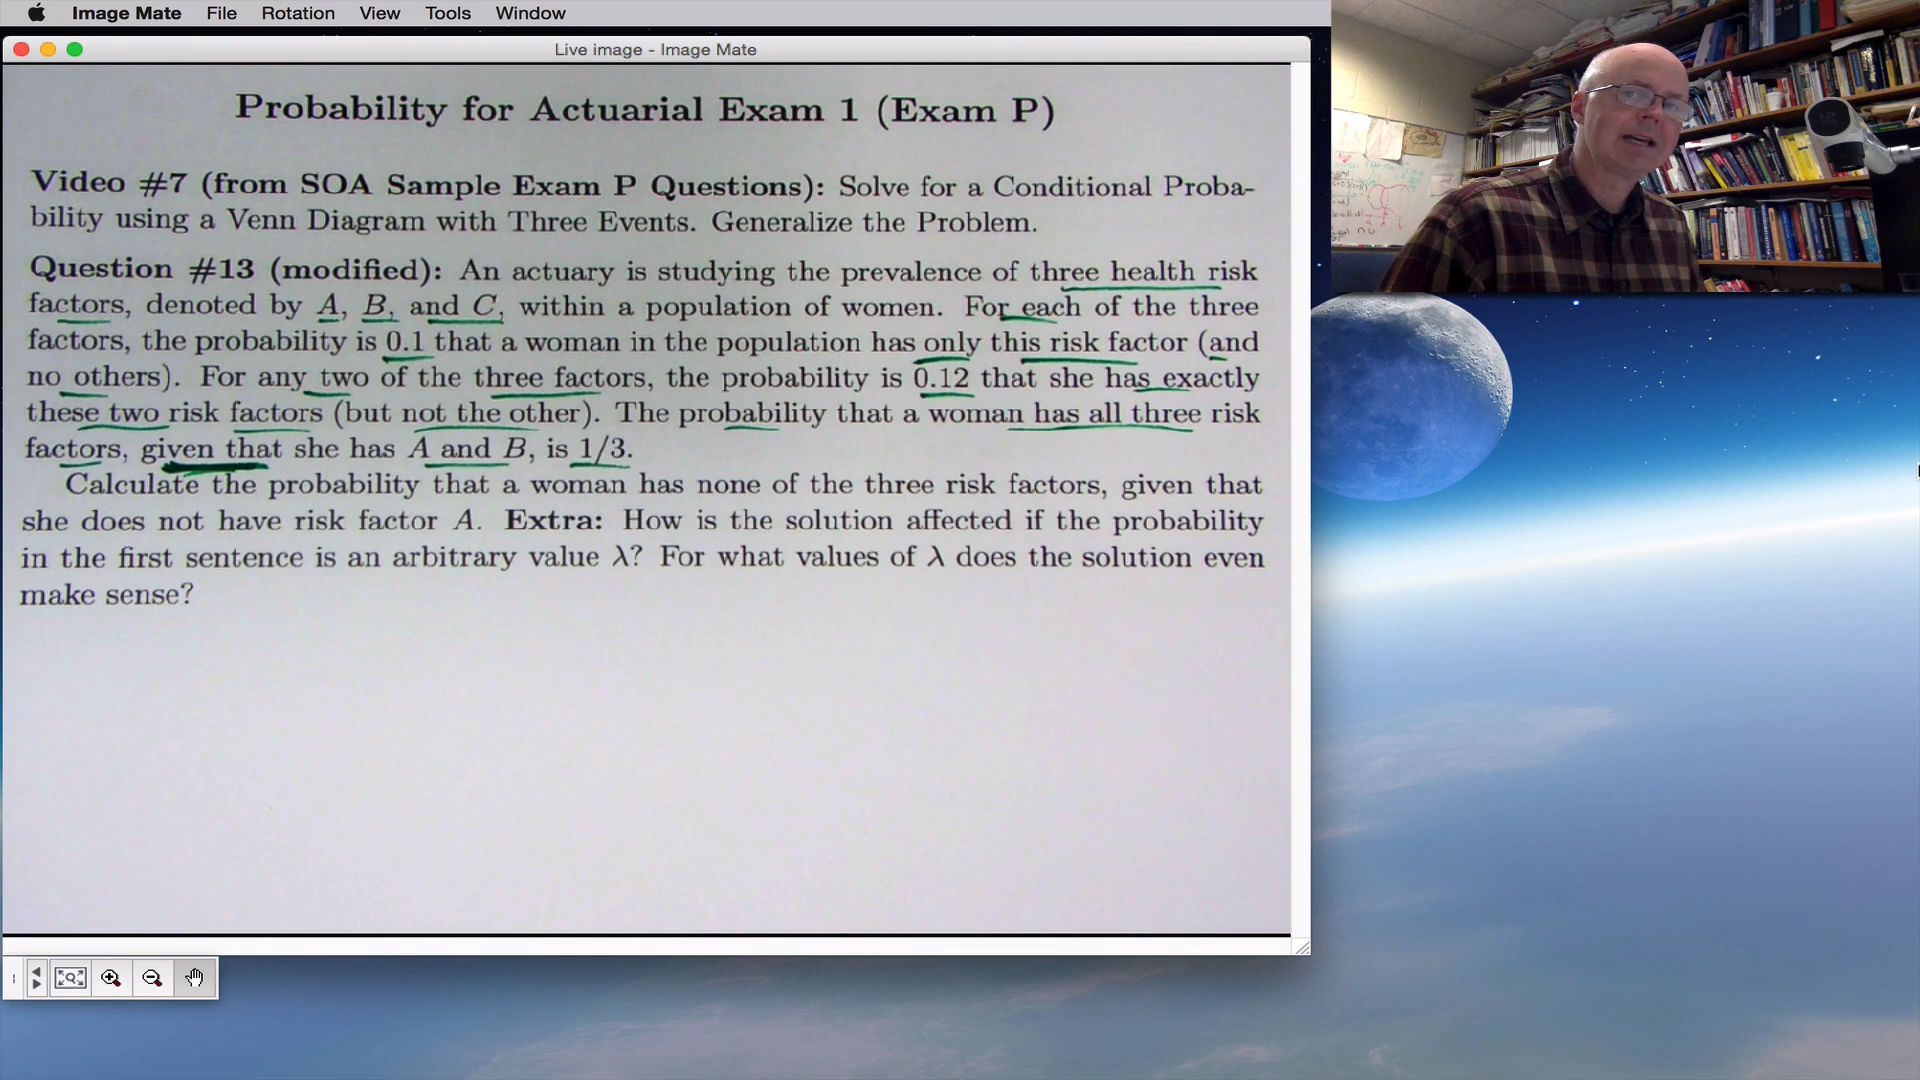 Image Mate File Rotation View Tools Window
Live image - Image Mate
Probability for Actuarial Exam 1 (Exam P)
Video #7 (from SOA Sample Exam P Questions): Solve for a Conditional Proba-
bility using a Venn Diagram with Three Events. Generalize the Problem.
Question #13 (modified): An actuary is studying the prevalence of three health risk
factors, denoted by A, B, and C, within a population of women. For each of the three
factors, the probability is 0.1 that a woman in the population has only this risk factor (and
no others). For any two of the three factors, the probability is 0.12 that she has exactly
these two risk factors (but not the other). The probability that a woman has all three risk
factors, given that she has A and B, is 1/3.
Calculate the probability that a woman has none of the three risk factors, given that
she does not have risk factor A. Extra: How is the solution affected if the probability
in the first sentence is an arbitrary value λ? For what values of λ does the solution even
make sense?